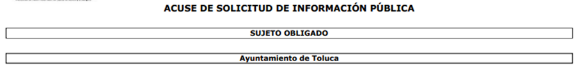 ACUSE DE SOLICITUD DE INFORMACIÓN PÚBLICA
SUJETO OBLIGADO
Ayuntamiento de Toluca